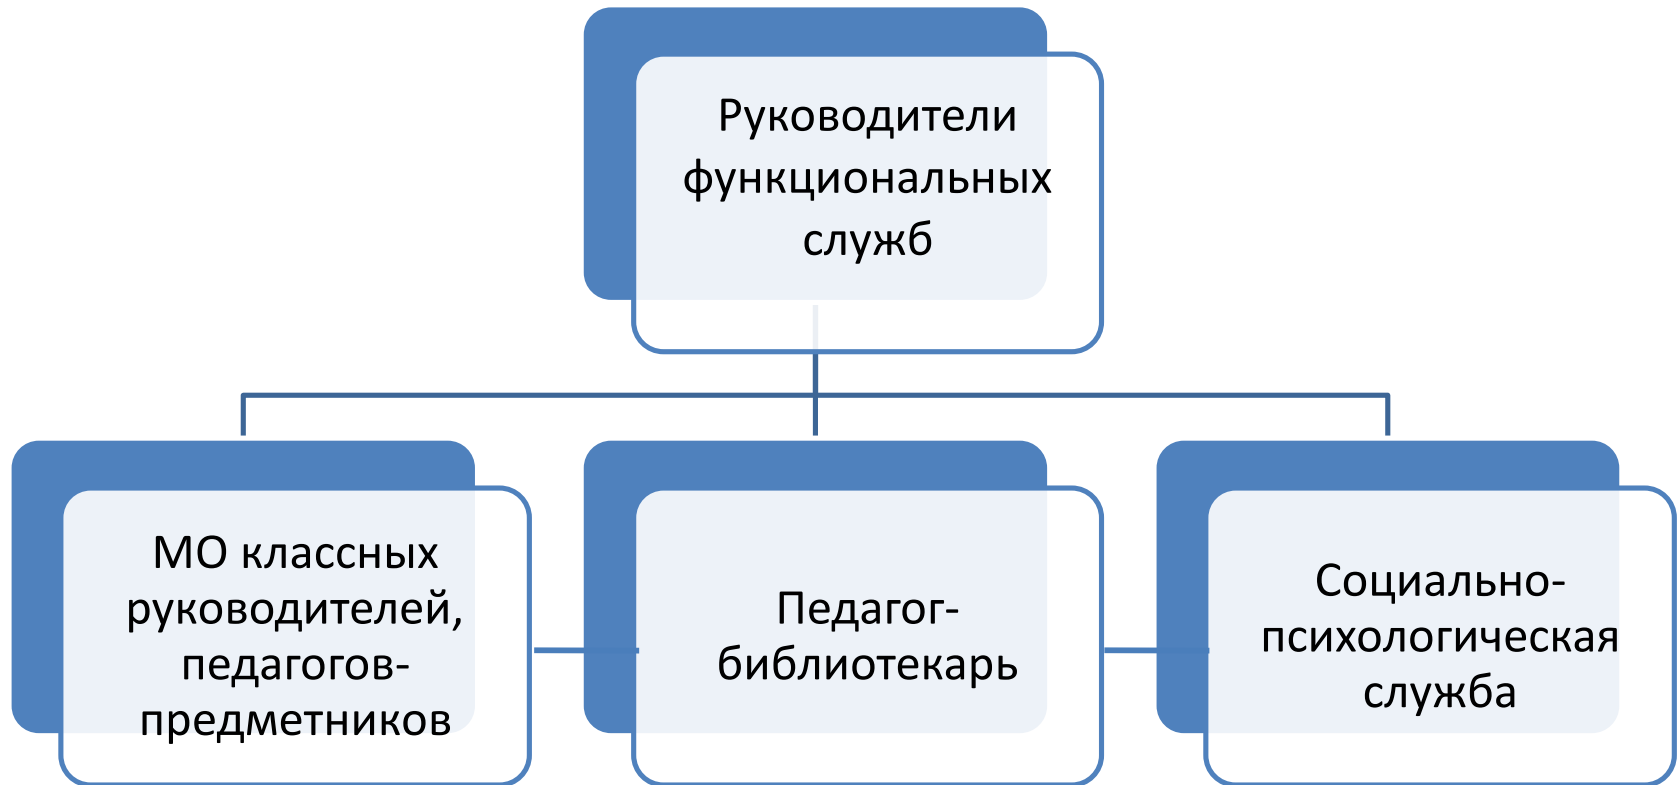 Руководители
функциональных
служб
МО классных
руководителей,
педагогов-
предметников
Педагог-
библиотекарь
Социально-
психологическая
служба